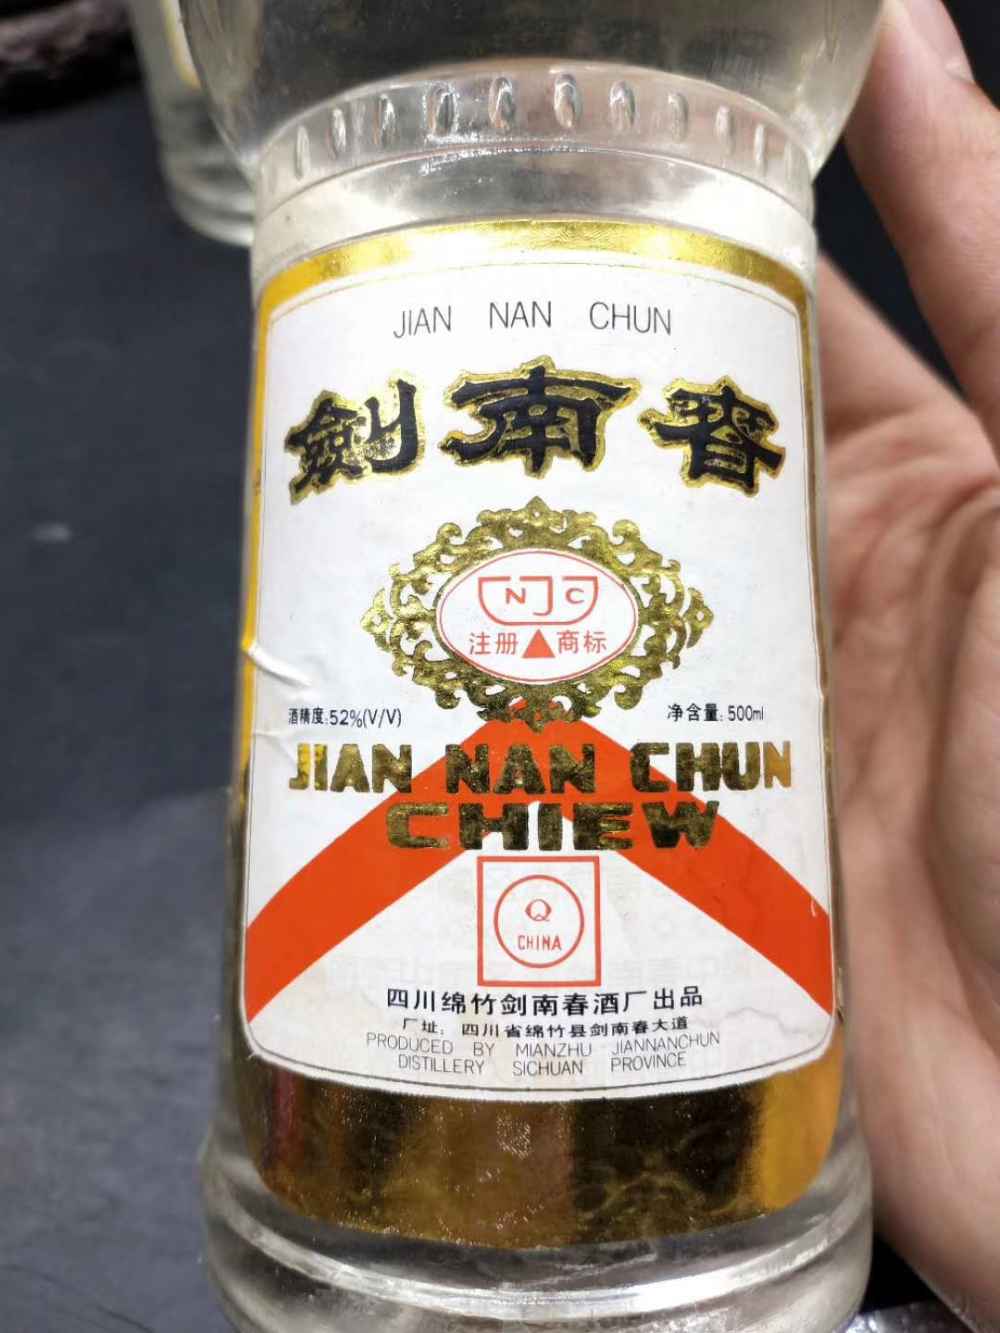 JIAN NAN CHUN
劍南春
NJC
注册 商标
酒精度:52%(V/V) 净含量:500ml
JIAN NAN CHUN
CHIEW
Q
CHINA
四川绵竹剑南春酒厂出品
厂址:四川省绵竹县剑南春大道
PRODUCED BY MIANZHU JIANNANCHUN
DISTILLERY SICHUAN PROVINCE